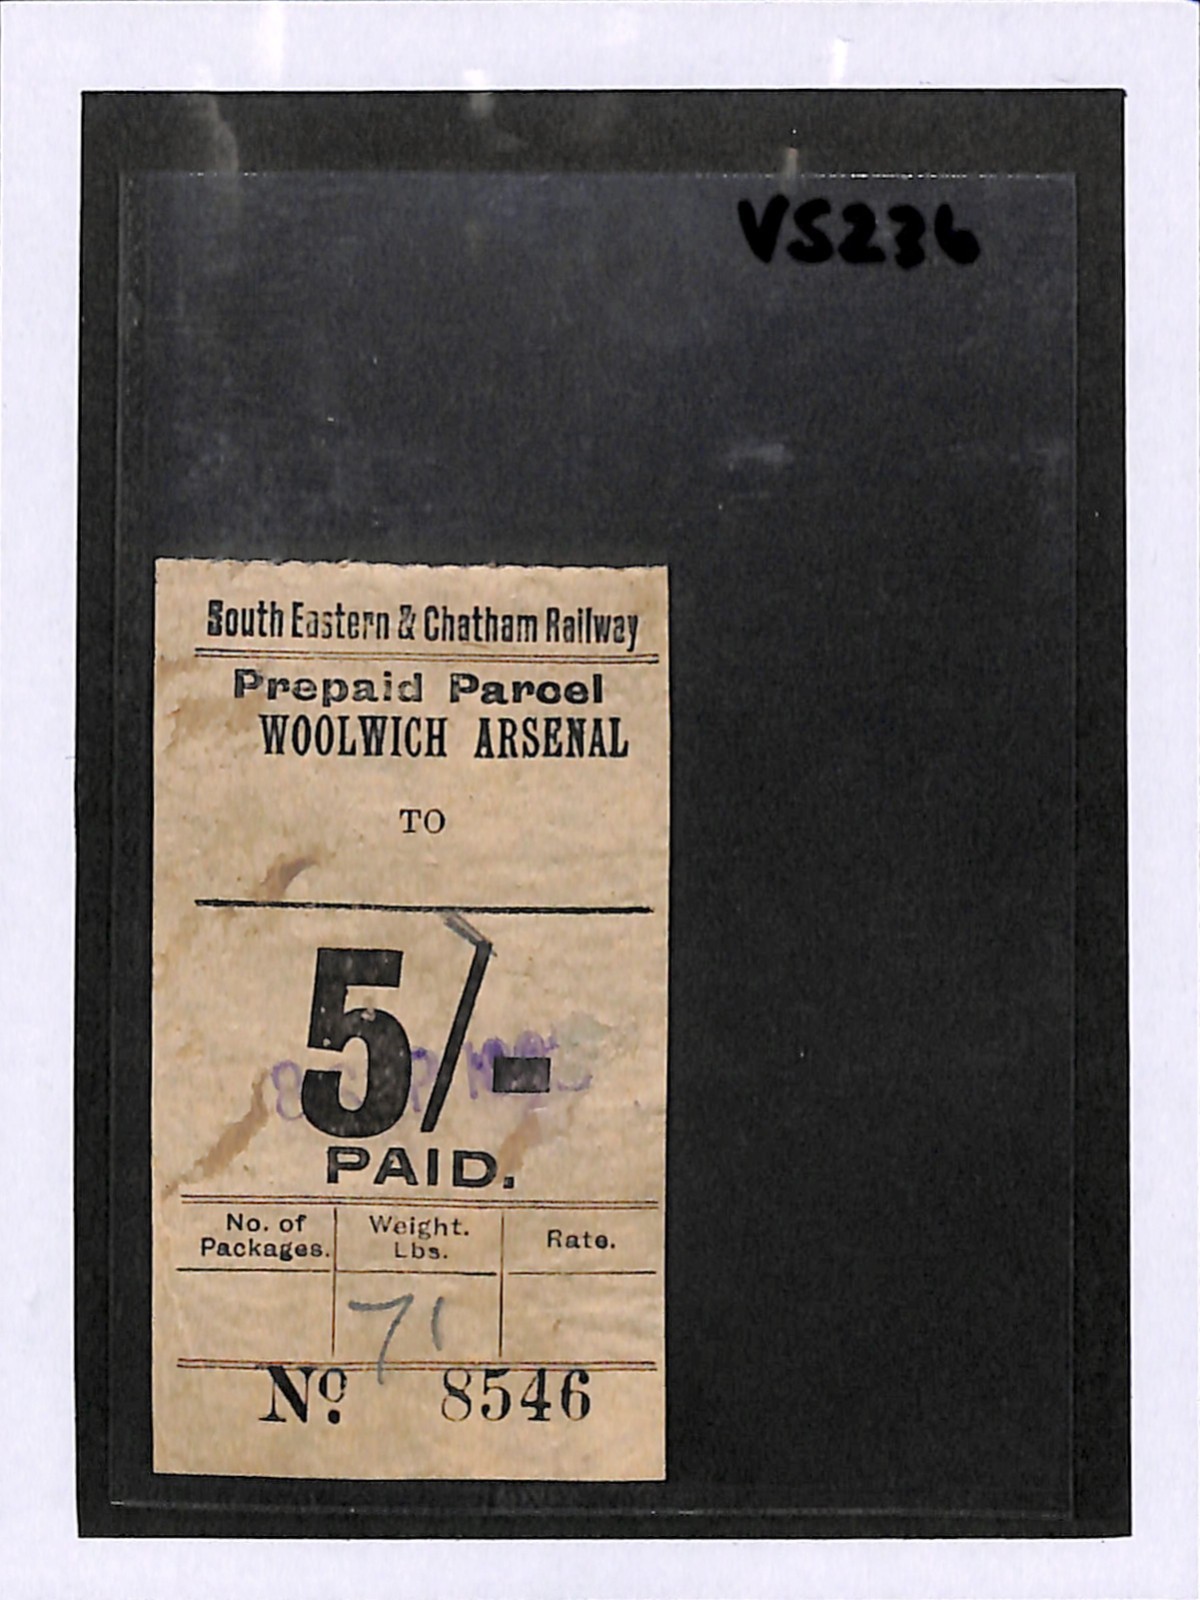 VS236
South Eastern & Chatham Railway
Prepaid Parcel
WOOLWICH ARSENAL
TO
5/-
PAID.
No. of Packages.
Weight. Lbs.
Rate.
71
No. 8546